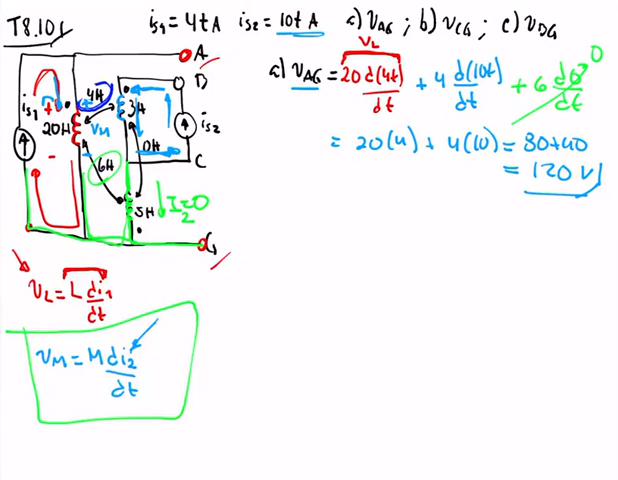 T8.10/ is1 = 4t A is2 = 10t A a) VAG ; b) VCG ; c) VDG
a) VAG = 20 d(4t)/dt + 4 d(10t)/dt + 6 d0/dt 0
VL
= 20(4) + 4(10) = 80+40
= 120 V
A
B
is1
+
4H
20H
VM
3H
is2
0H
-
C
6H
5H
I2=0
G
VL = L di1/dt
VM = M di2/dt